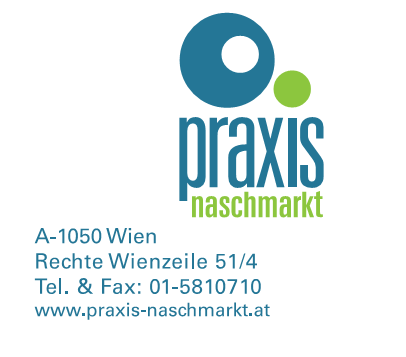 praxis
naschmarkt
A-1050 Wien
Rechte Wienzeile 51/4
Tel. & Fax: 01-5810710
www.praxis-naschmarkt.at